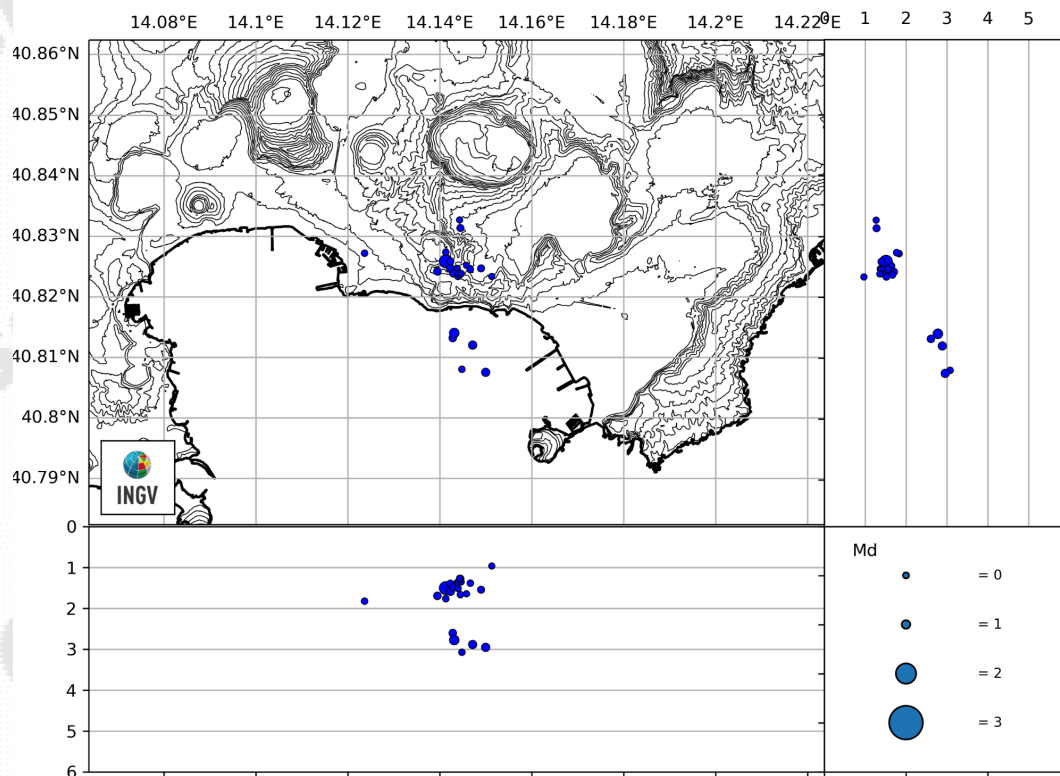 14.08°E 14.1°E 14.12°E 14.14°E 14.16°E 14.18°E 14.2°E 14.22°E 0 1 2 3 4 5
40.86°N
40.85°N
40.84°N
40.83°N
40.82°N
40.81°N
40.8°N
40.79°N
INGV
0
1
2
3
4
5
6
Md
= 0
= 1
= 2
= 3